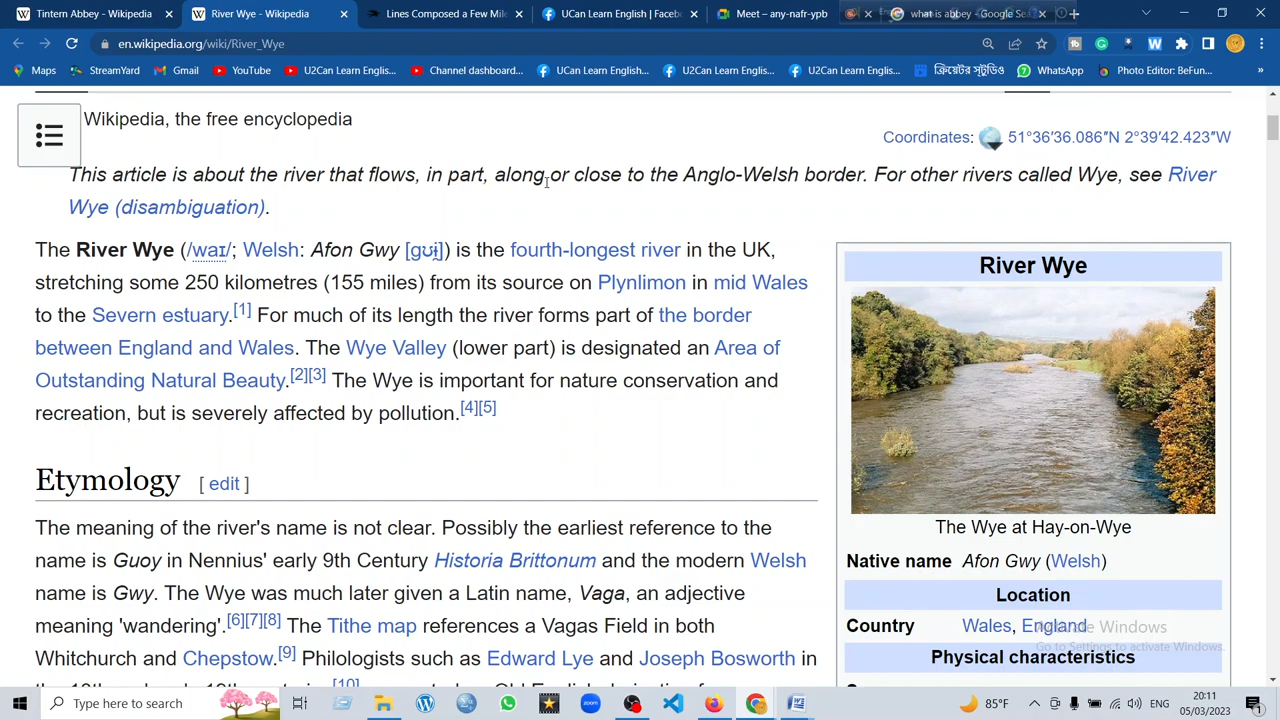 Tintern Abbey - Wikipedia
River Wye - Wikipedia
Lines Composed a Few Mil
UCan Learn English | Faceb
Meet – any-nafr-ypb
what is abbey - Google Sea
en.wikipedia.org/wiki/River_Wye
Maps
StreamYard
Gmail
YouTube
U2Can Learn Englis...
Channel dashboard...
UCan Learn English...
U2Can Learn Englis...
U2Can Learn Englis...
ক্রিয়েটর স্টুডিও
WhatsApp
Photo Editor: BeFun...
»
Wikipedia, the free encyclopedia
Coordinates: 51°36′36.086″N 2°39′42.423″W
This article is about the river that flows, in part, along or close to the Anglo-Welsh border. For other rivers called Wye, see River
Wye (disambiguation).
The River Wye (/waɪ/; Welsh: Afon Gwy [ɡʊɨ̯]) is the fourth-longest river in the UK,
stretching some 250 kilometres (155 miles) from its source on Plynlimon in mid Wales
to the Severn estuary.[1] For much of its length the river forms part of the border
between England and Wales. The Wye Valley (lower part) is designated an Area of
Outstanding Natural Beauty.[2][3] The Wye is important for nature conservation and
recreation, but is severely affected by pollution.[4][5]
Etymology [ edit ]
The meaning of the river's name is not clear. Possibly the earliest reference to the
name is Guoy in Nennius' early 9th Century Historia Brittonum and the modern Welsh
name is Gwy. The Wye was much later given a Latin name, Vaga, an adjective
meaning 'wandering'.[6][7][8] The Tithe map references a Vagas Field in both
Whitchurch and Chepstow.[9] Philologists such as Edward Lye and Joseph Bosworth in
[10]
River Wye
The Wye at Hay-on-Wye
Native name Afon Gwy (Welsh)
Location
Country Wales, England
Physical characteristics
Activate Windows
Go to Settings to activate Windows.
Type here to search
85°F
ENG
20:11
05/03/2023